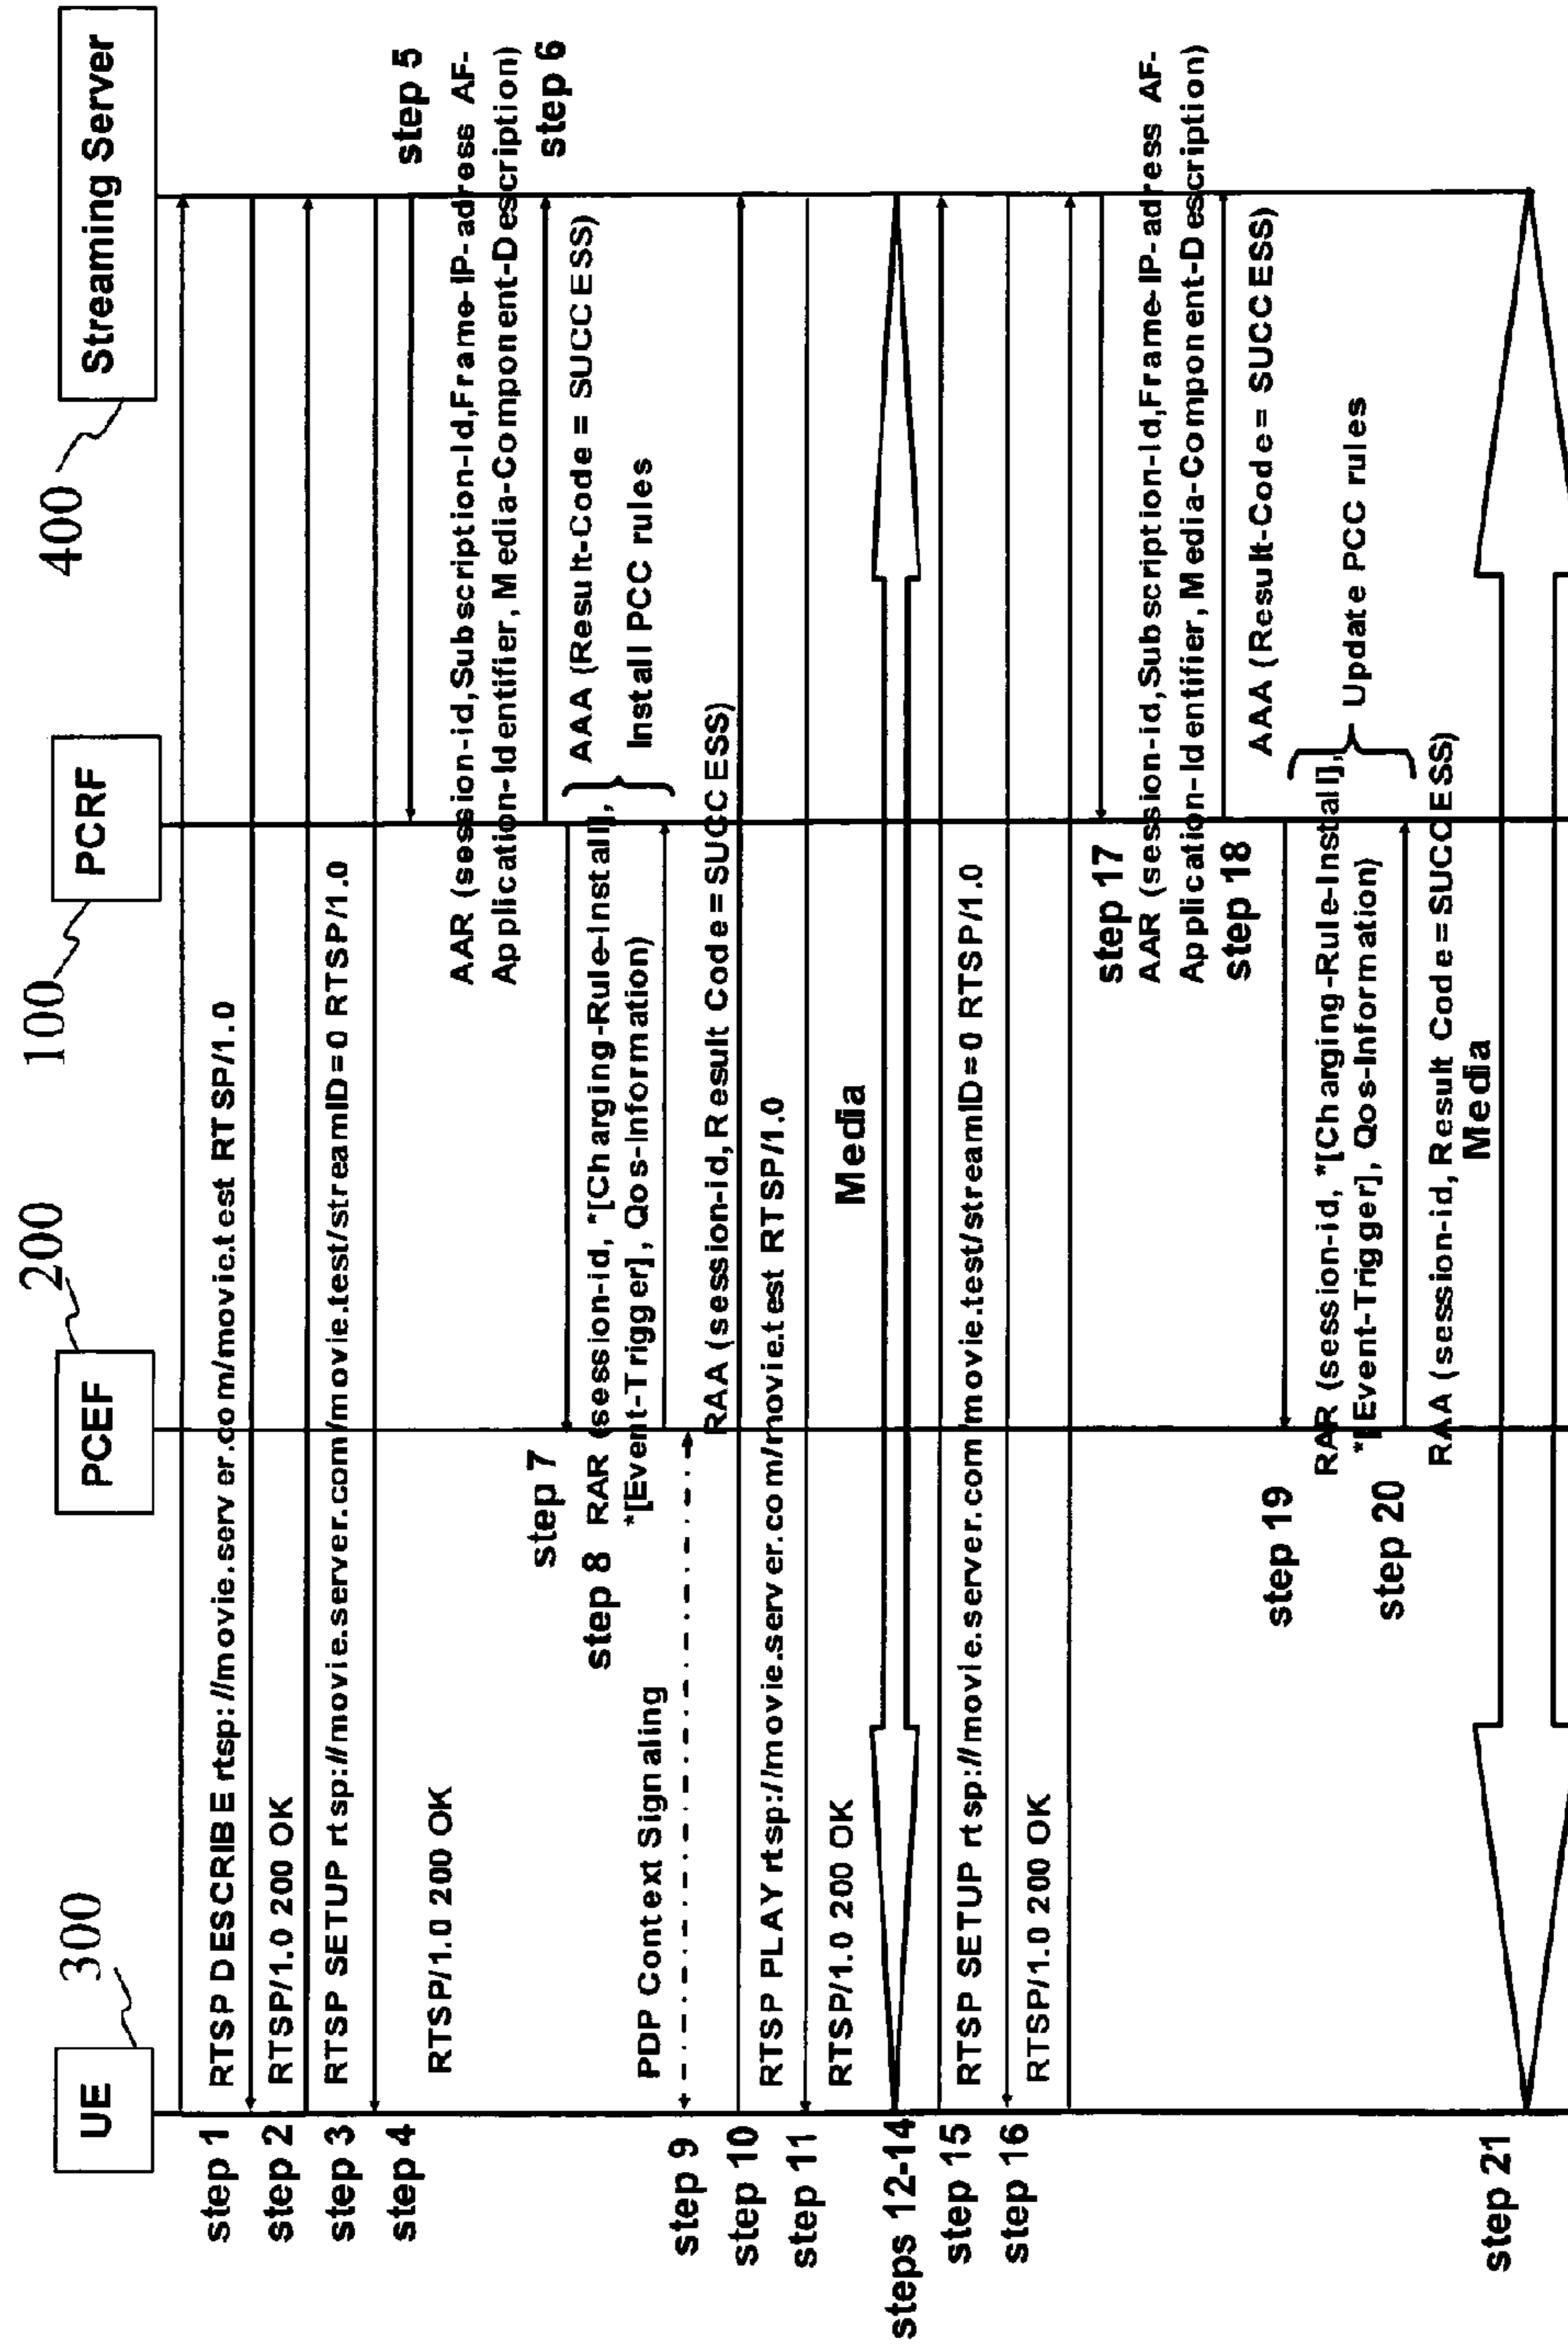 UE
300
PCEF
200
PCRF
100
Streaming Server
400
step 1
RTSP DESCRIBE rtsp://movie.server.com/movie.test RTSP/1.0
step 2
RTSP/1.0 200 OK
step 3
RTSP SETUP rtsp://movie.server.com/movie.test/streamID=0 RTSP/1.0
step 4
RTSP/1.0 200 OK
step 5
AAR (session-id,Subscription-Id,Frame-IP-adress AF-
Application-Identifier, Media-Component-Description)
step 6
AAA (Result-Code = SUCCESS)
Install PCC rules
step 7
step 8
RAR (session-id, *[Charging-Rule-Install],
*[Event-Trigger], Qos-Information)
PDP Context Signaling
step 9
RAA (session-id,Result Code=SUCCESS)
step 10
RTSP PLAY rtsp://movie.server.com/movie.test RTSP/1.0
step 11
RTSP/1.0 200 OK
Media
steps 12-14
step 15
RTSP SETUP rtsp://movie.server.com/movie.test/streamID=0 RTSP/1.0
step 16
RTSP/1.0 200 OK
step 17
AAR (session-id,Subscription-Id,Frame-IP-adress AF-
Application-Identifier, Media-Component-Description)
step 18
AAA (Result-Code= SUCCESS)
step 19
RAR (session-id, *[Charging-Rule-Install],
*[Event-Trigger], Qos-Information)
Update PCC rules
step 20
RAA (session-id,Result Code=SUCCESS)
Media
step 21